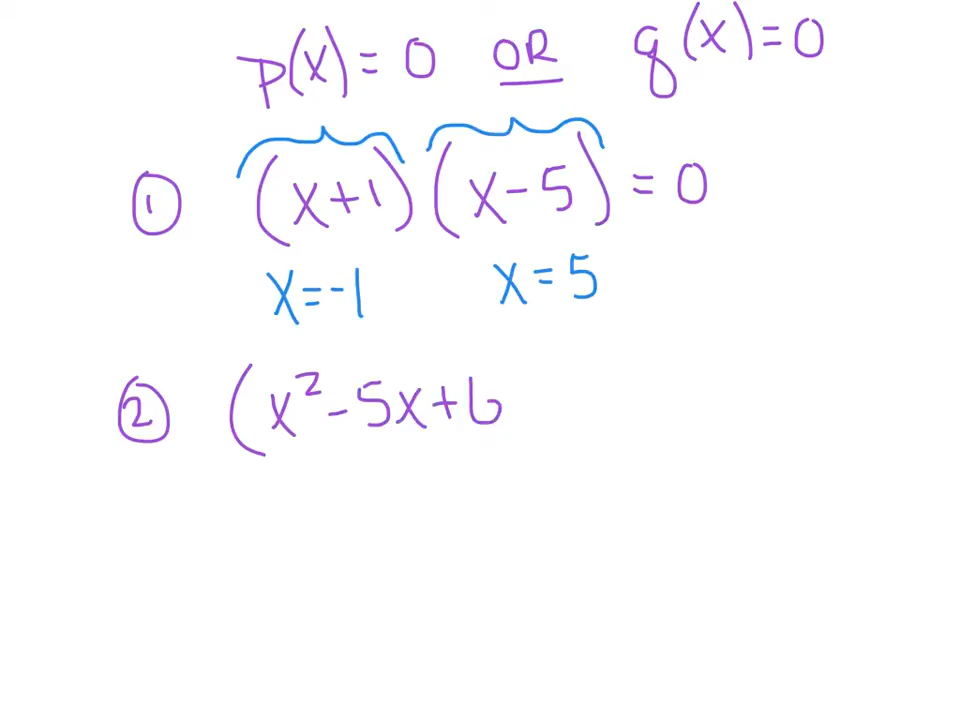 p(x) = 0 OR q(x) = 0
① (x+1)(x-5) = 0
x=-1 x=5
② (x² - 5x + 6